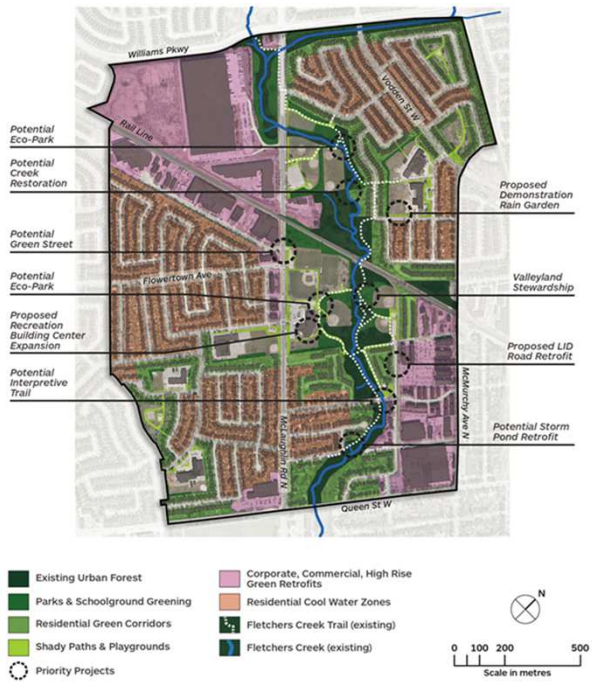 Williams Pkwy
Vodden St W
Rail Line
Potential
Eco-Park
Potential
Creek
Restoration
Proposed
Demonstration
Rain Garden
Potential
Green Street
Flowertown Ave
Potential
Eco-Park
Valleyland
Stewardship
Proposed
Recreation
Building Center
Expansion
Proposed LID
Road Retrofit
Potential
Interpretive
Trail
McLaughlin Rd N
McMurchy Ave N
Potential Storm
Pond Retrofit
Queen St W
Existing Urban Forest
Parks & Schoolground Greening
Residential Green Corridors
Shady Paths & Playgrounds
Priority Projects
Corporate, Commercial, High Rise
Green Retrofits
Residential Cool Water Zones
Fletchers Creek Trail (existing)
Fletchers Creek (existing)
N
0 100 200 500
Scale in metres